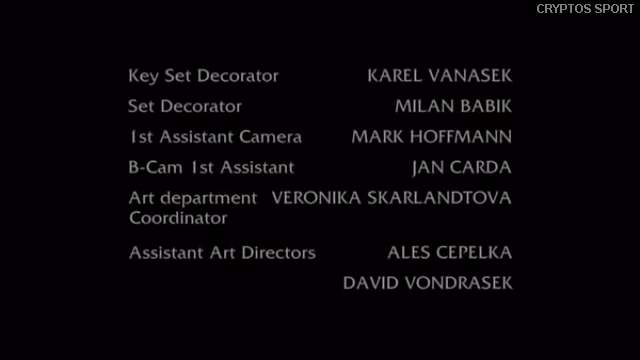 CRYPTOS SPORT
Key Set Decorator KAREL VANASEK
Set Decorator MILAN BABIK
1st Assistant Camera MARK HOFFMANN
B-Cam 1st Assistant JAN CARDA
Art department VERONIKA SKARLANDTOVA
Coordinator
Assistant Art Directors ALES CEPELKA
DAVID VONDRASEK